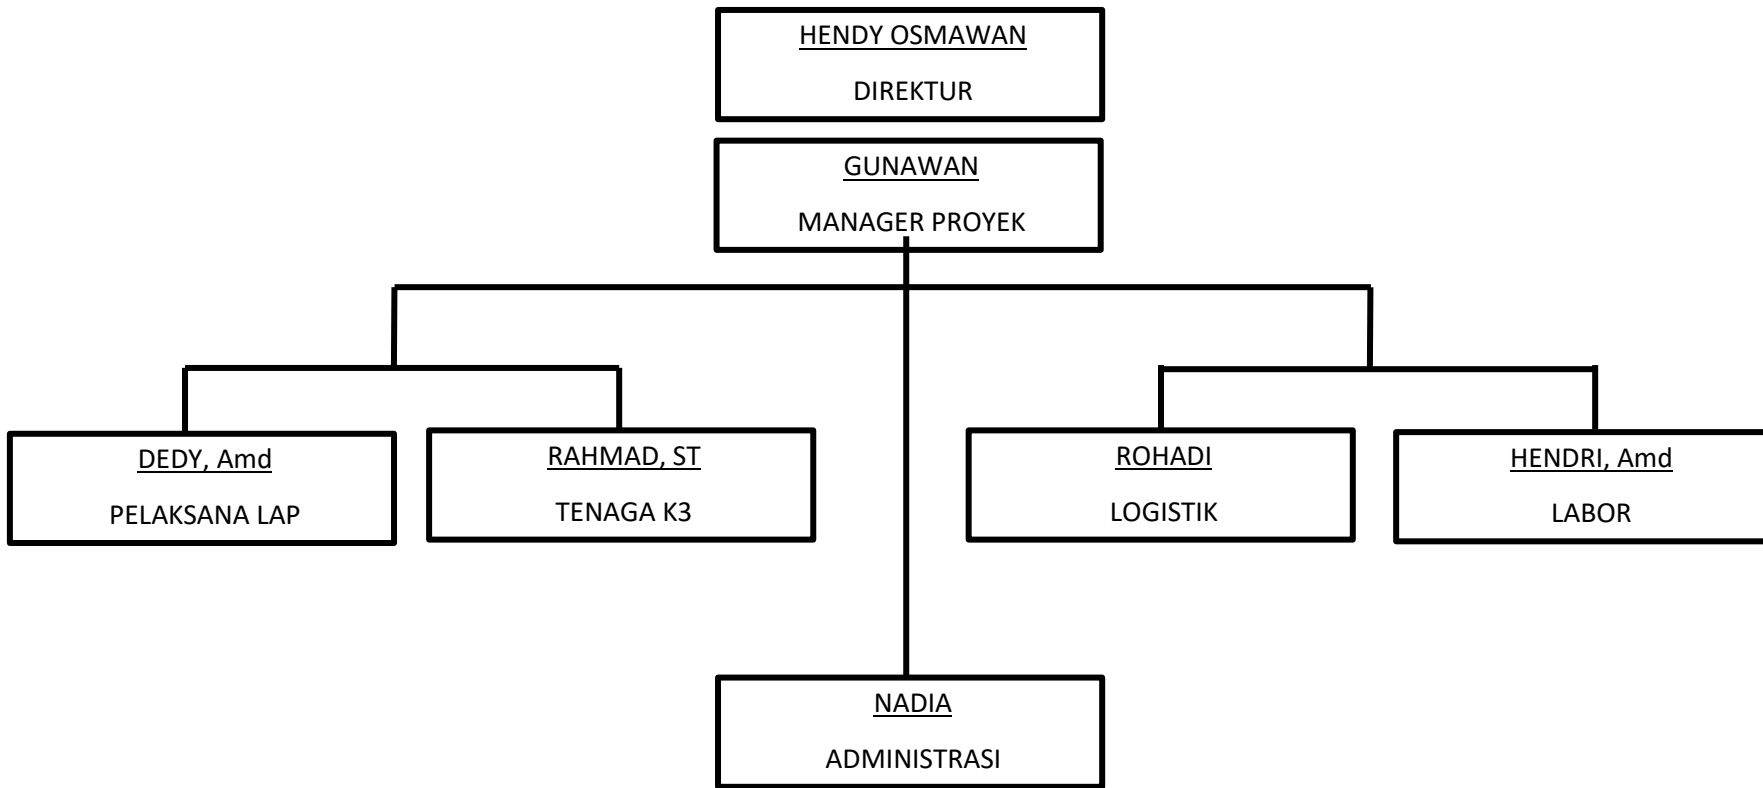 HENDY OSMAWAN
DIREKTUR
GUNAWAN
MANAGER PROYEK
DEDY, Amd
PELAKSANA LAP
RAHMAD, ST
TENAGA K3
ROHADI
LOGISTIK
HENDRI, Amd
LABOR
NADIA
ADMINISTRASI